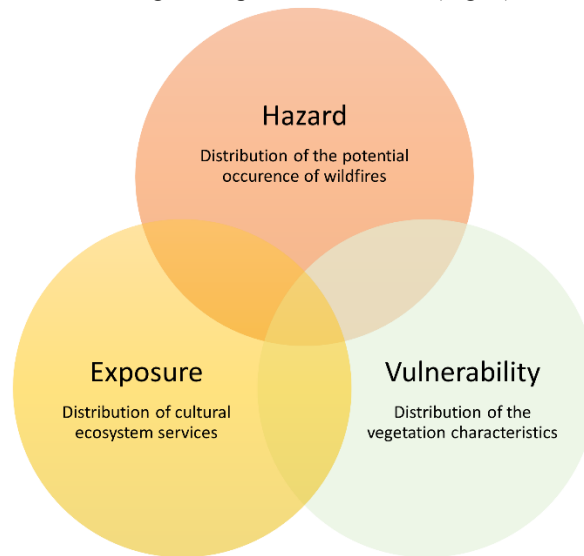 Hazard
Distribution of the potential
occurence of wildfires
Exposure
Distribution of cultural
ecosystem services
Vulnerability
Distribution of the
vegetation characteristics